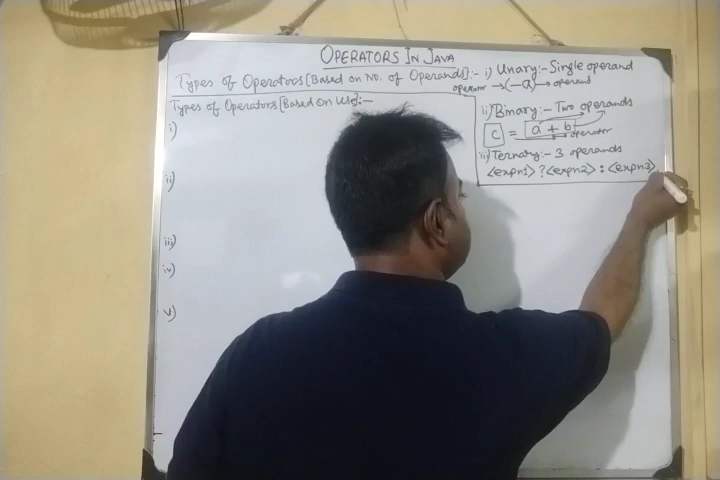 OPERATORS IN JAVA
Types of Operators [Based on No. of Operands]:- i) Unary:- Single operand
operator → (-a) → operand
Types of Operators [Based on Use]:-
ii) Binary:- Two operands
c = a + b
operator
iii) Ternary:- 3 operands
<expn1> ? <expn2> : <expn3>
i)
ii)
iii)
iv)
v)